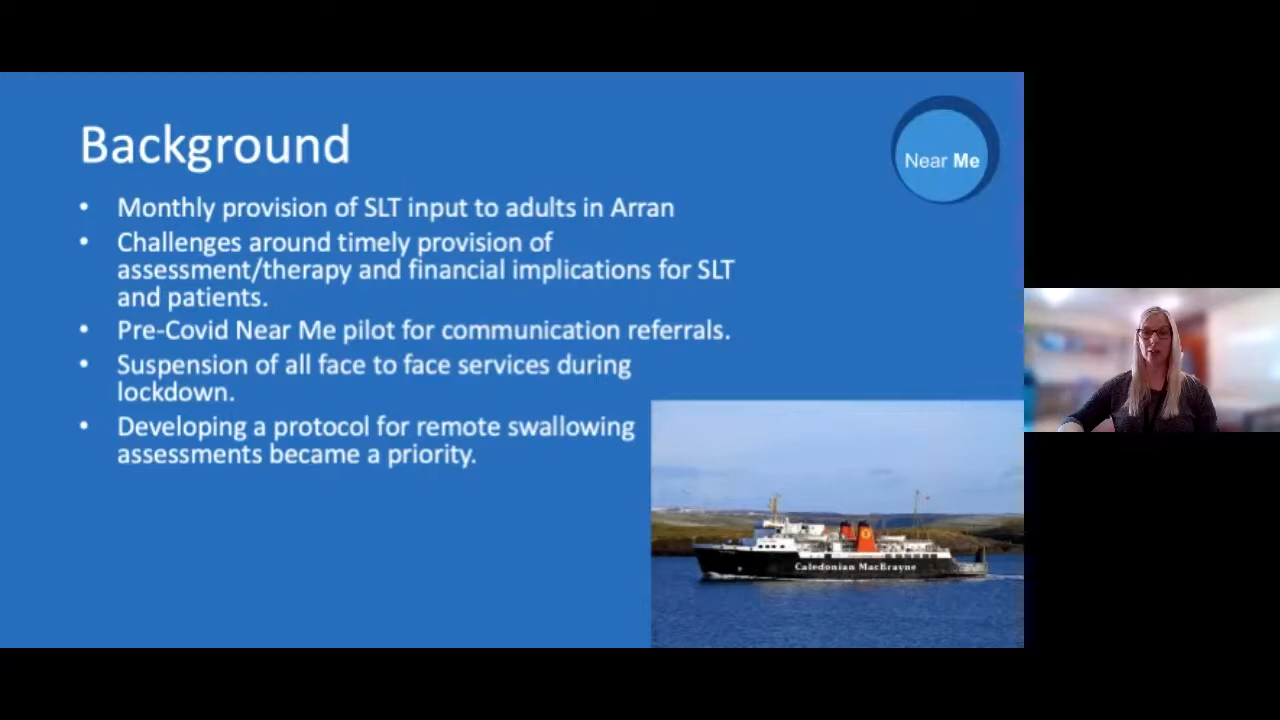 Background
Near Me
• Monthly provision of SLT input to adults in Arran
• Challenges around timely provision of
assessment/therapy and financial implications for SLT
and patients.
• Pre-Covid Near Me pilot for communication referrals.
• Suspension of all face to face services during
lockdown.
• Developing a protocol for remote swallowing
assessments became a priority.
Caledonian MacBrayne